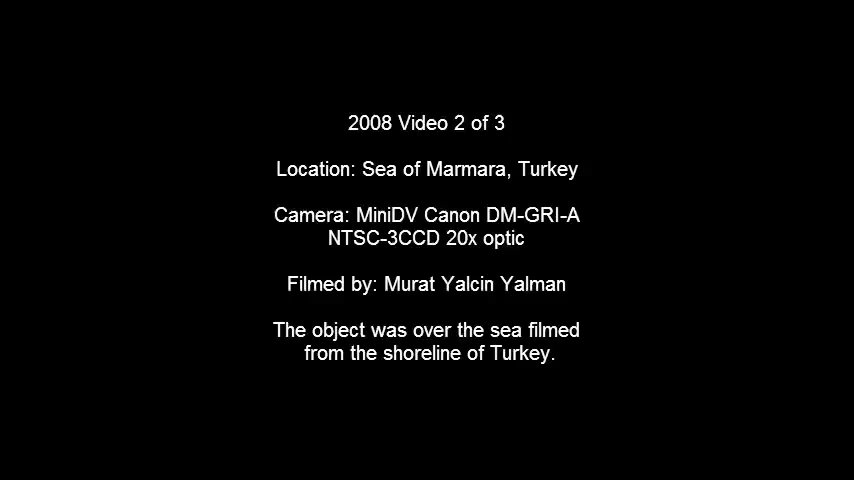 2008 Video 2 of 3
Location: Sea of Marmara, Turkey
Camera: MiniDV Canon DM-GRI-A
NTSC-3CCD 20x optic
Filmed by: Murat Yalcin Yalman
The object was over the sea filmed
from the shoreline of Turkey.